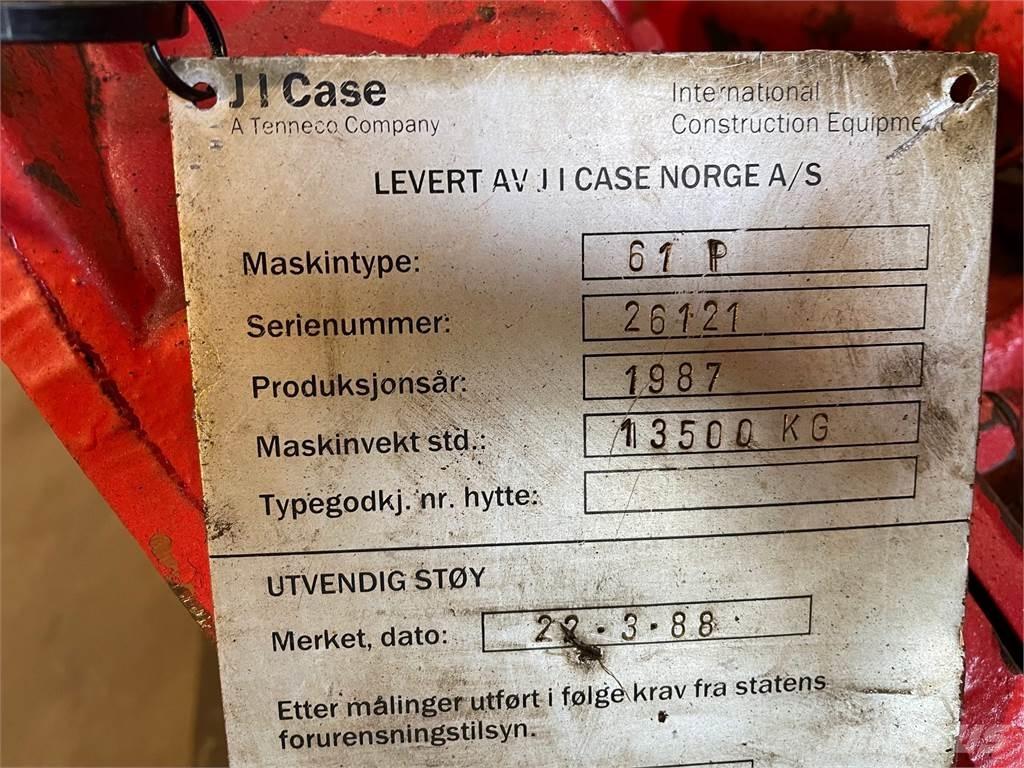 J I Case
A Tenneco Company
International
Construction Equipment
LEVERT AV J I CASE NORGE A/S
Maskintype: 61 P
Serienummer: 26121
Produksjonsår: 1987
Maskinvekt std.: 13500 KG
Typegodkj. nr. hytte:
UTVENDIG STØY
Merket, dato: 22.3.88
Etter målinger utført i følge krav fra statens
forurensningstilsyn.